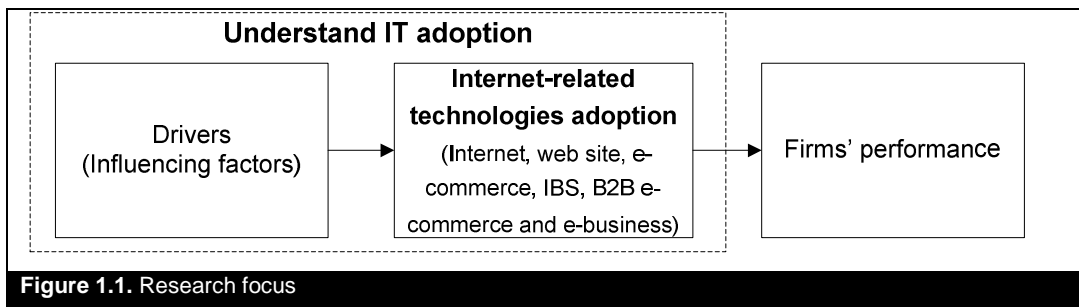 Understand IT adoption
Drivers
(Influencing factors)
Internet-related
technologies adoption
(Internet, web site, e-
commerce, IBS, B2B e-
commerce and e-business)
Firms' performance
Figure 1.1. Research focus